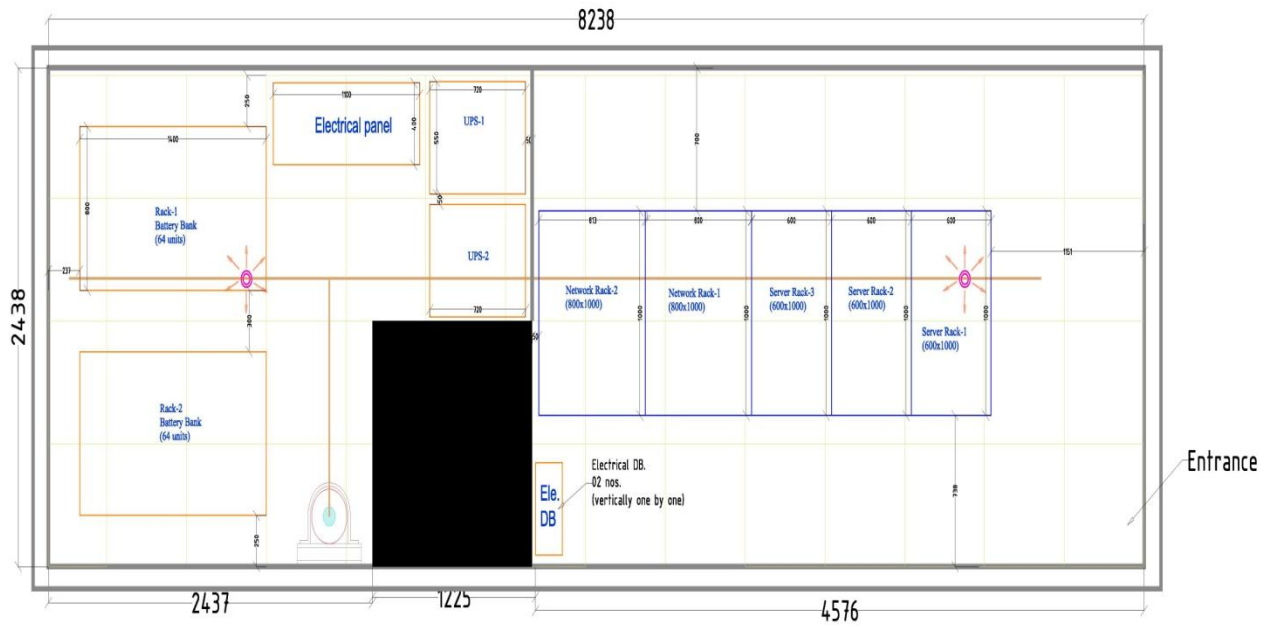 8238
1100
720
250
Electrical panel
400
UPS-1
550
50
1400
700
800
Rack-1
Battery Bank
(64 units)
50
813
800
600
600
600
UPS-2
1151
237
2438
Network Rack-2
(800x1000)
Network Rack-1
(800x1000)
Server Rack-3
(600x1000)
Server Rack-2
(600x1000)
Server Rack-1
(600x1000)
1000
1000
1000
1000
1000
720
300
50
Rack-2
Battery Bank
(64 units)
Electrical DB.
02 nos.
(vertically one by one)
Ele.
DB
738
Entrance
250
2437
1225
4576